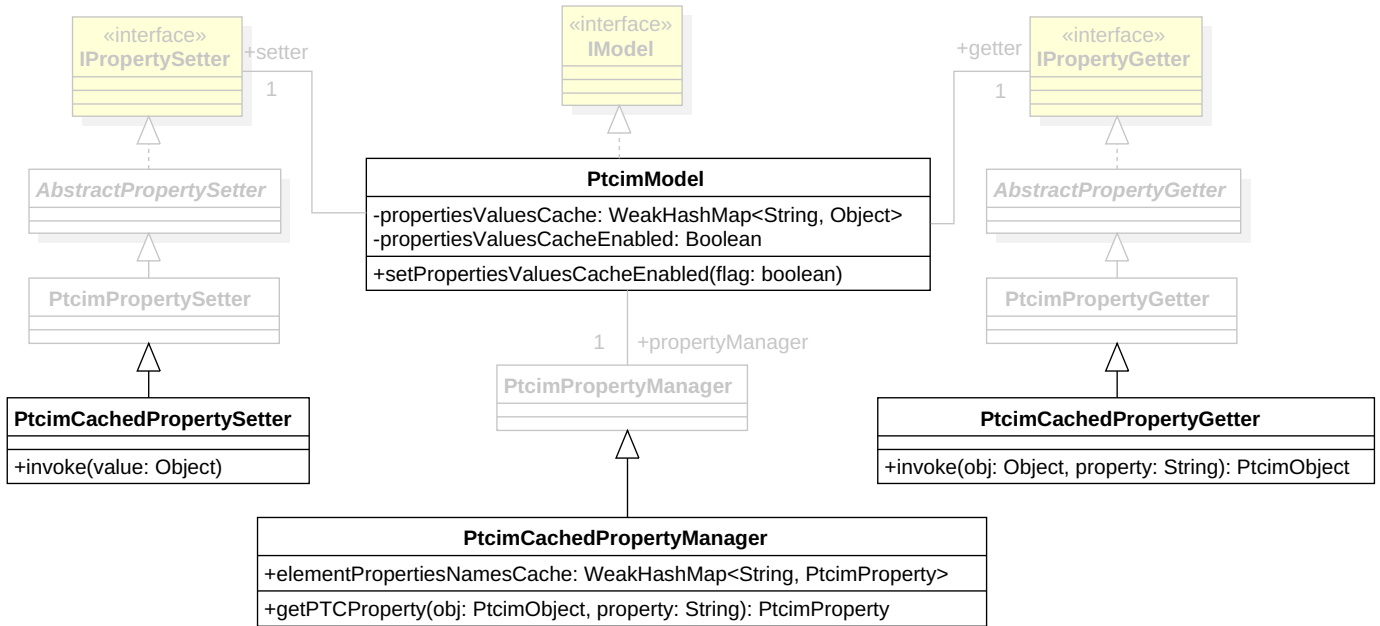 «interface»
IPropertySetter
+setter
1
«interface»
IModel
+getter
1
«interface»
IPropertyGetter
AbstractPropertySetter
PtcimModel
-propertiesValuesCache: WeakHashMap<String, Object>
-propertiesValuesCacheEnabled: Boolean
+setPropertiesValuesCacheEnabled(flag: boolean)
AbstractPropertyGetter
PtcimPropertySetter
PtcimPropertyGetter
1
+propertyManager
PtcimPropertyManager
PtcimCachedPropertySetter
+invoke(value: Object)
PtcimCachedPropertyGetter
+invoke(obj: Object, property: String): PtcimObject
PtcimCachedPropertyManager
+elementPropertiesNamesCache: WeakHashMap<String, PtcimProperty>
+getPTCProperty(obj: PtcimObject, property: String): PtcimProperty